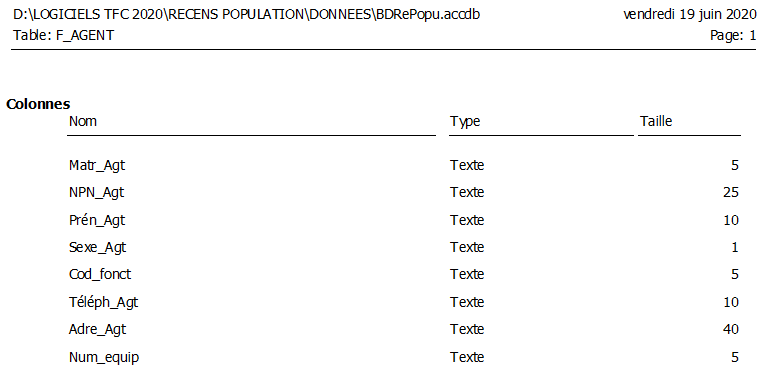 D:\LOGICIELS TFC 2020\RECENS POPULATION\DONNEES\BDRePopu.accdb vendredi 19 juin 2020
Table: F_AGENT Page: 1
Colonnes
Nom Type Taille
Matr_Agt Texte 5
NPN_Agt Texte 25
Prén_Agt Texte 10
Sexe_Agt Texte 1
Cod_fonct Texte 5
Téléph_Agt Texte 10
Adre_Agt Texte 40
Num_equip Texte 5